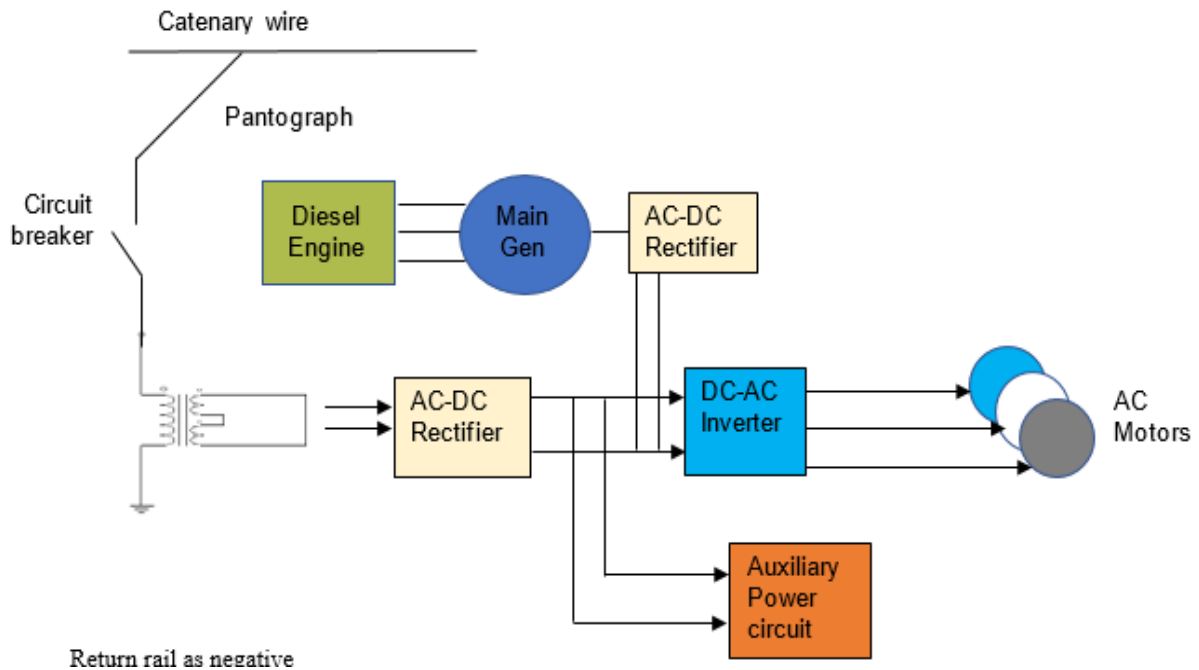 Catenary wire
Pantograph
Circuit
breaker
Diesel
Engine
Main
Gen
AC-DC
Rectifier
AC-DC
Rectifier
DC-AC
Inverter
AC
Motors
Auxiliary
Power
circuit
Return rail as negative